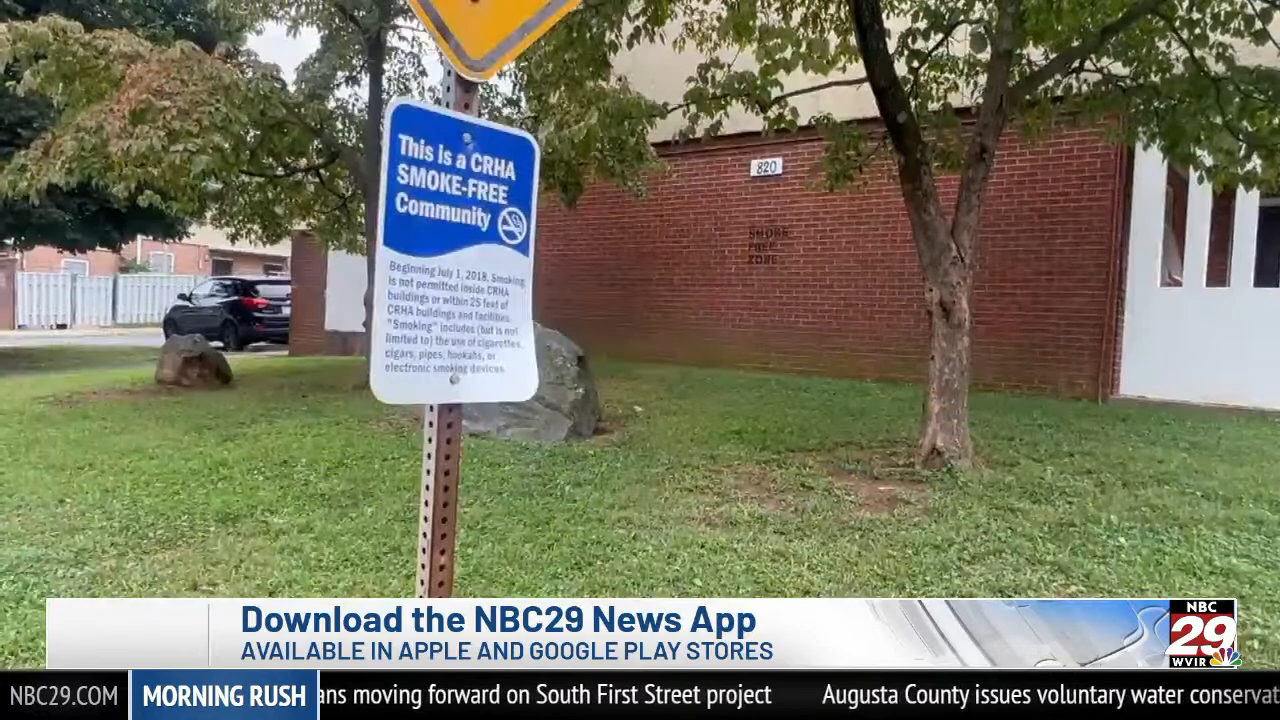 This is a CRHA
SMOKE-FREE
Community
Beginning July 1, 2018, Smoking
is not permitted inside CRHA
buildings or within 25 feet of
CRHA buildings and facilities.
"Smoking" includes (but is not
limited to) the use of cigarettes,
cigars, pipes, hookahs, or
electronic smoking devices.
820
SMOKE
FREE
ZONE
Download the NBC29 News App
AVAILABLE IN APPLE AND GOOGLE PLAY STORES
NBC
29
WVIR
NBC29.COM
MORNING RUSH
ans moving forward on South First Street project
Augusta County issues voluntary water conservat